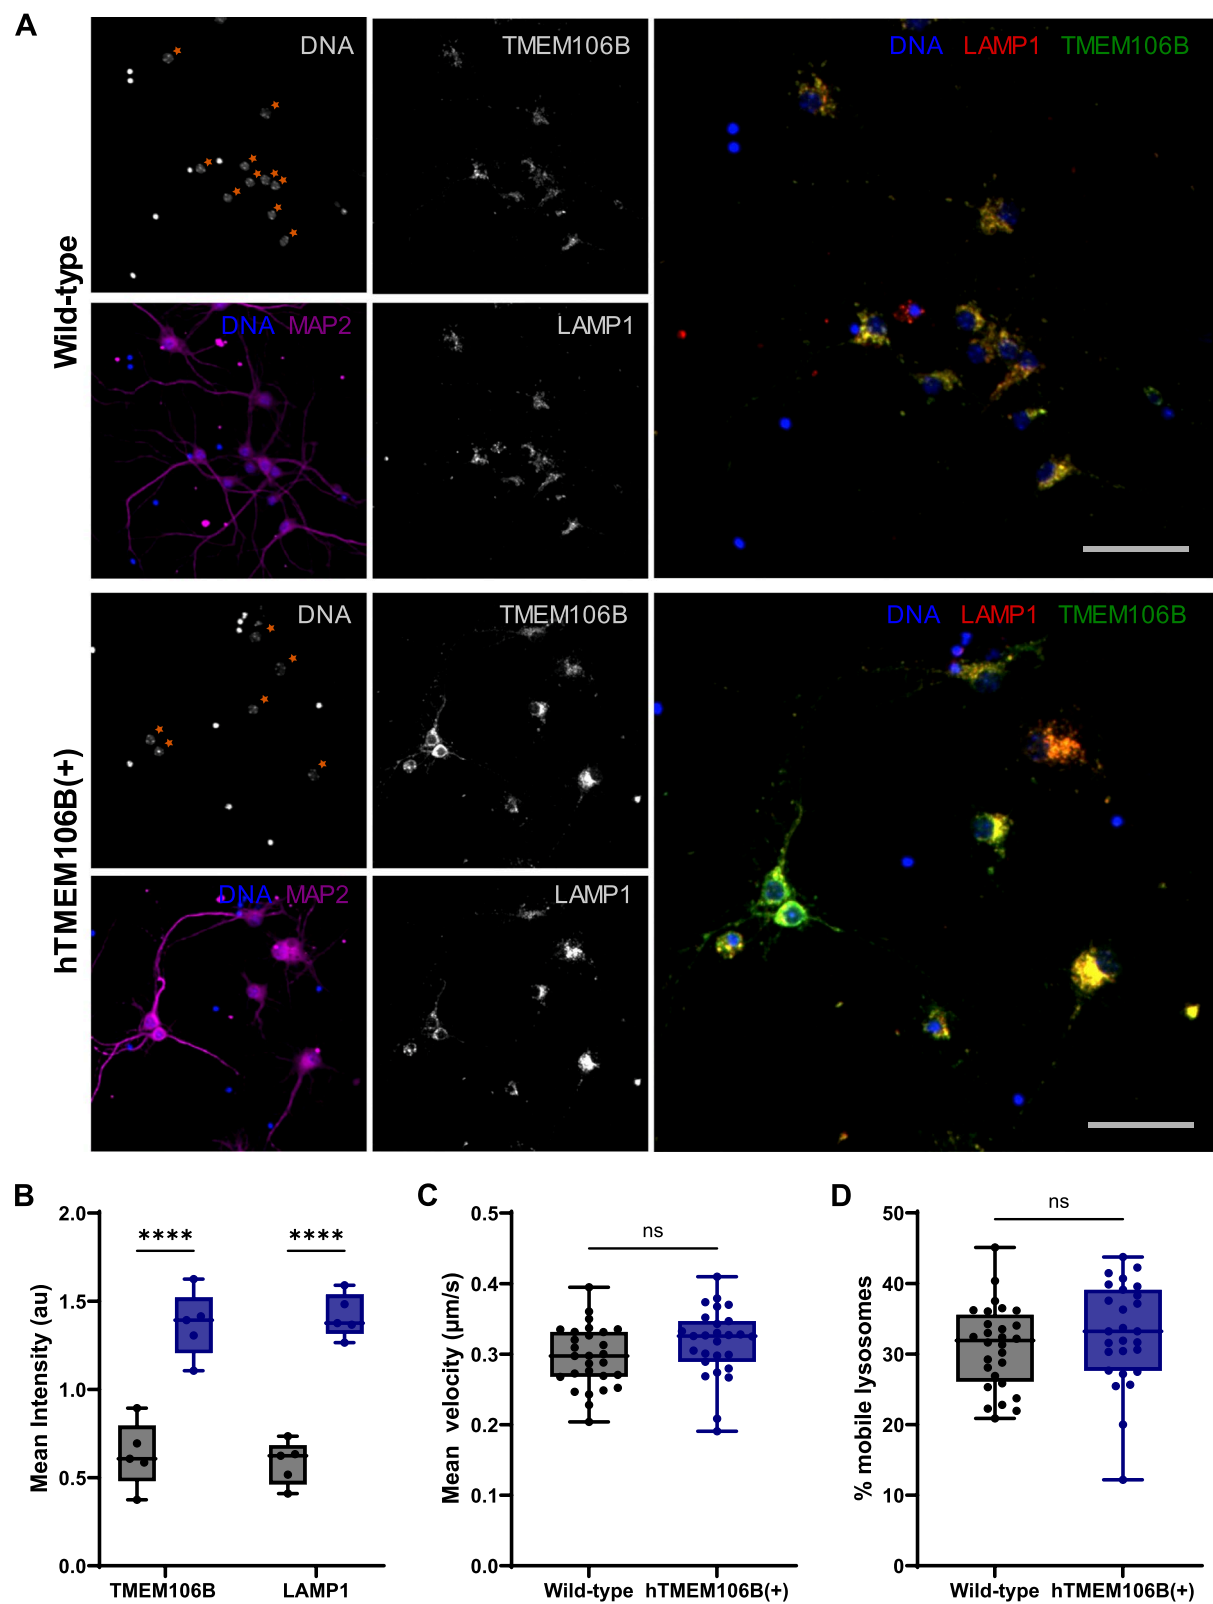 A
DNA
TMEM106B
DNA LAMP1 TMEM106B
Wild-type
DNA MAP2
LAMP1
DNA
TMEM106B
DNA LAMP1 TMEM106B
hTMEM106B(+)
DNA MAP2
LAMP1
B
Mean Intensity (au)
2.0
1.5
1.0
0.5
0.0
****
****
TMEM106B
LAMP1
C
Mean velocity (μm/s)
0.5
0.4
0.3
0.2
0.1
0.0
ns
Wild-type
hTMEM106B(+)
D
% mobile lysosomes
50
40
30
20
10
0
ns
Wild-type
hTMEM106B(+)